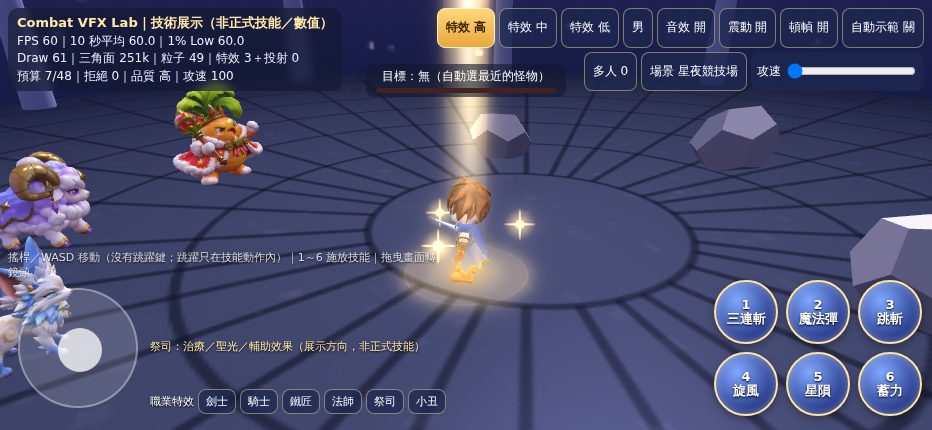 Combat VFX Lab｜技術展示（非正式技能／數值）
FPS 60｜10 秒平均 60.0｜1% Low 60.0
Draw 61｜三角面 251k｜粒子 49｜特效 3＋投射 0
預算 7/48｜拒絕 0｜品質 高｜攻速 100
特效 高
特效 中
特效 低
男
音效 開
震動 開
頓幀 開
自動示範 關
目標：無（自動選最近的怪物）
多人 0
場景 星夜競技場
攻速
搖桿／WASD 移動（沒有跳躍鍵；跳躍只在技能動作內）｜1~6 施放技能｜拖曳畫面轉
鏡頭
1
三連斬
2
魔法彈
3
跳斬
祭司：治療／聖光／輔助效果（展示方向，非正式技能）
4
旋風
5
星隕
6
蓄力
職業特效
劍士
騎士
鐵匠
法師
祭司
小丑